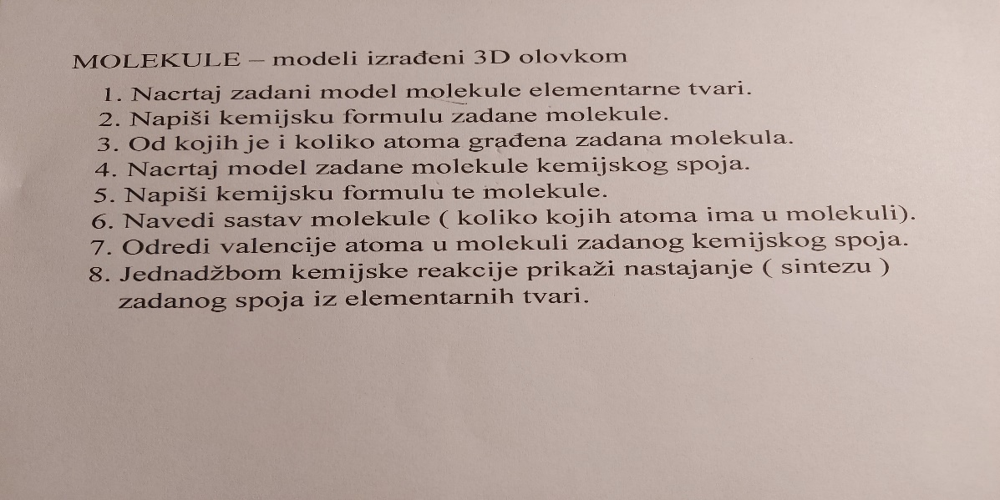 MOLEKULE – modeli izrađeni 3D olovkom
1. Nacrtaj zadani model molekule elementarne tvari.
2. Napiši kemijsku formulu zadane molekule.
3. Od kojih je i koliko atoma građena zadana molekula.
4. Nacrtaj model zadane molekule kemijskog spoja.
5. Napiši kemijsku formulu te molekule.
6. Navedi sastav molekule ( koliko kojih atoma ima u molekuli).
7. Odredi valencije atoma u molekuli zadanog kemijskog spoja.
8. Jednadžbom kemijske reakcije prikaži nastajanje ( sintezu )
zadanog spoja iz elementarnih tvari.